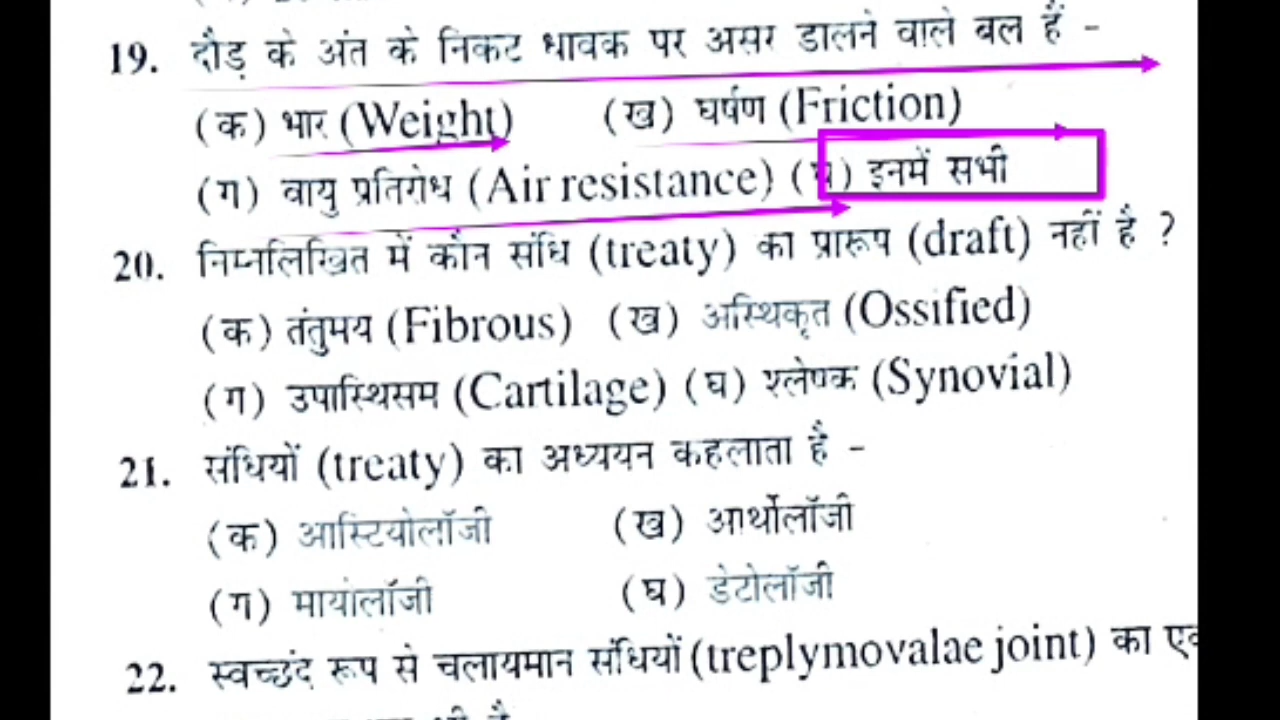 19. दौड़ के अंत के निकट धावक पर असर डालने वाले बल हैं -
(क) भार (Weight) (ख) घर्षण (Friction)
(ग) वायु प्रतिरोध (Air resistance) (घ) इनमें सभी
20. निम्नलिखित में कौन संधि (treaty) का प्रारूप (draft) नहीं है ?
(क) तंतुमय (Fibrous) (ख) अस्थिकृत (Ossified)
(ग) उपास्थिसम (Cartilage) (घ) श्लेष्क (Synovial)
21. संधियों (treaty) का अध्ययन कहलाता है -
(क) आस्टियोलॉजी (ख) आर्थोलॉजी
(ग) मायोलॉजी (घ) डेटोलॉजी
22. स्वच्छंद रूप से चलायमान संधियों (treplymovalae joint) का